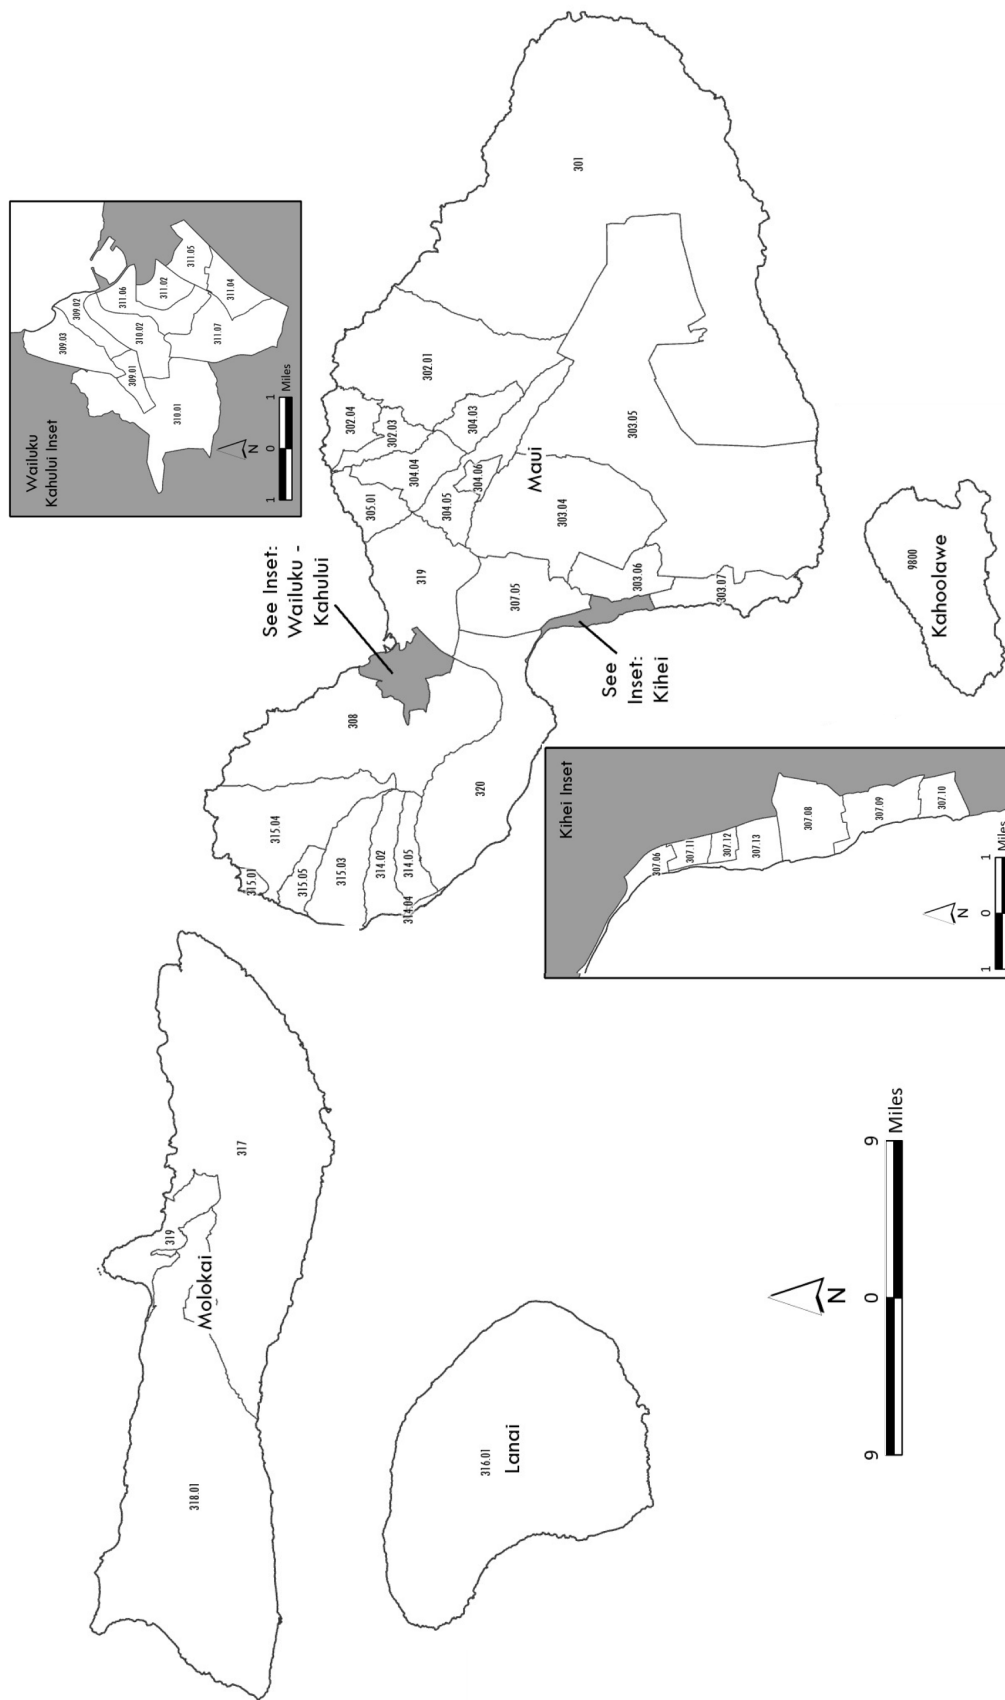 Wailuku
Kahului Inset
309.03
309.02
309.01
310.01
310.02
311.06
311.02
311.05
311.04
311.07
N
1
0
1
Miles
See Inset:
Wailuku -
Kahului
319
Molokai
317
318.01
316.01
Lanai
315.01
315.04
315.05
315.03
314.02
314.05
314.04
308
320
319
305.01
302.04
302.03
302.01
304.04
304.03
304.05
304.06
301
Maui
303.04
303.05
307.05
303.06
303.07
See
Inset:
Kihei
9800
Kahoolawe
Kihei Inset
307.06
307.11
307.12
307.13
307.08
307.09
307.10
N
1
0
1
Miles
N
9
0
9
Miles